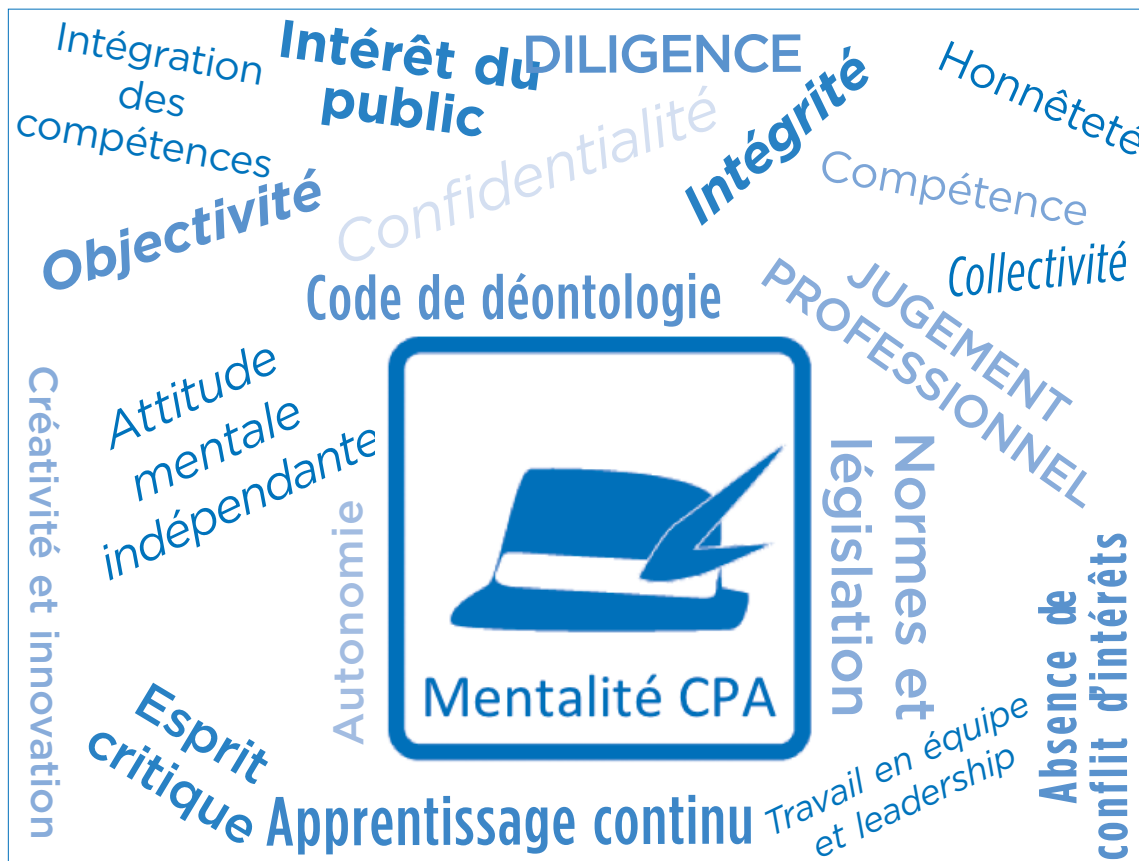 Intégration
des
compétences
Intérêt du
public
DILIGENCE
Confidentialité
Intégrité
Honnêteté
Compétence
Objectivité
Code de déontologie
Collectivité
JUGEMENT
PROFESSIONNEL
Créativité et innovation
Attitude
mentale
indépendante
Autonomie
Mentalité CPA
Normes et
législation
Absence de
conflit d'intérêts
Esprit
critique
Apprentissage continu
Travail en équipe
et leadership